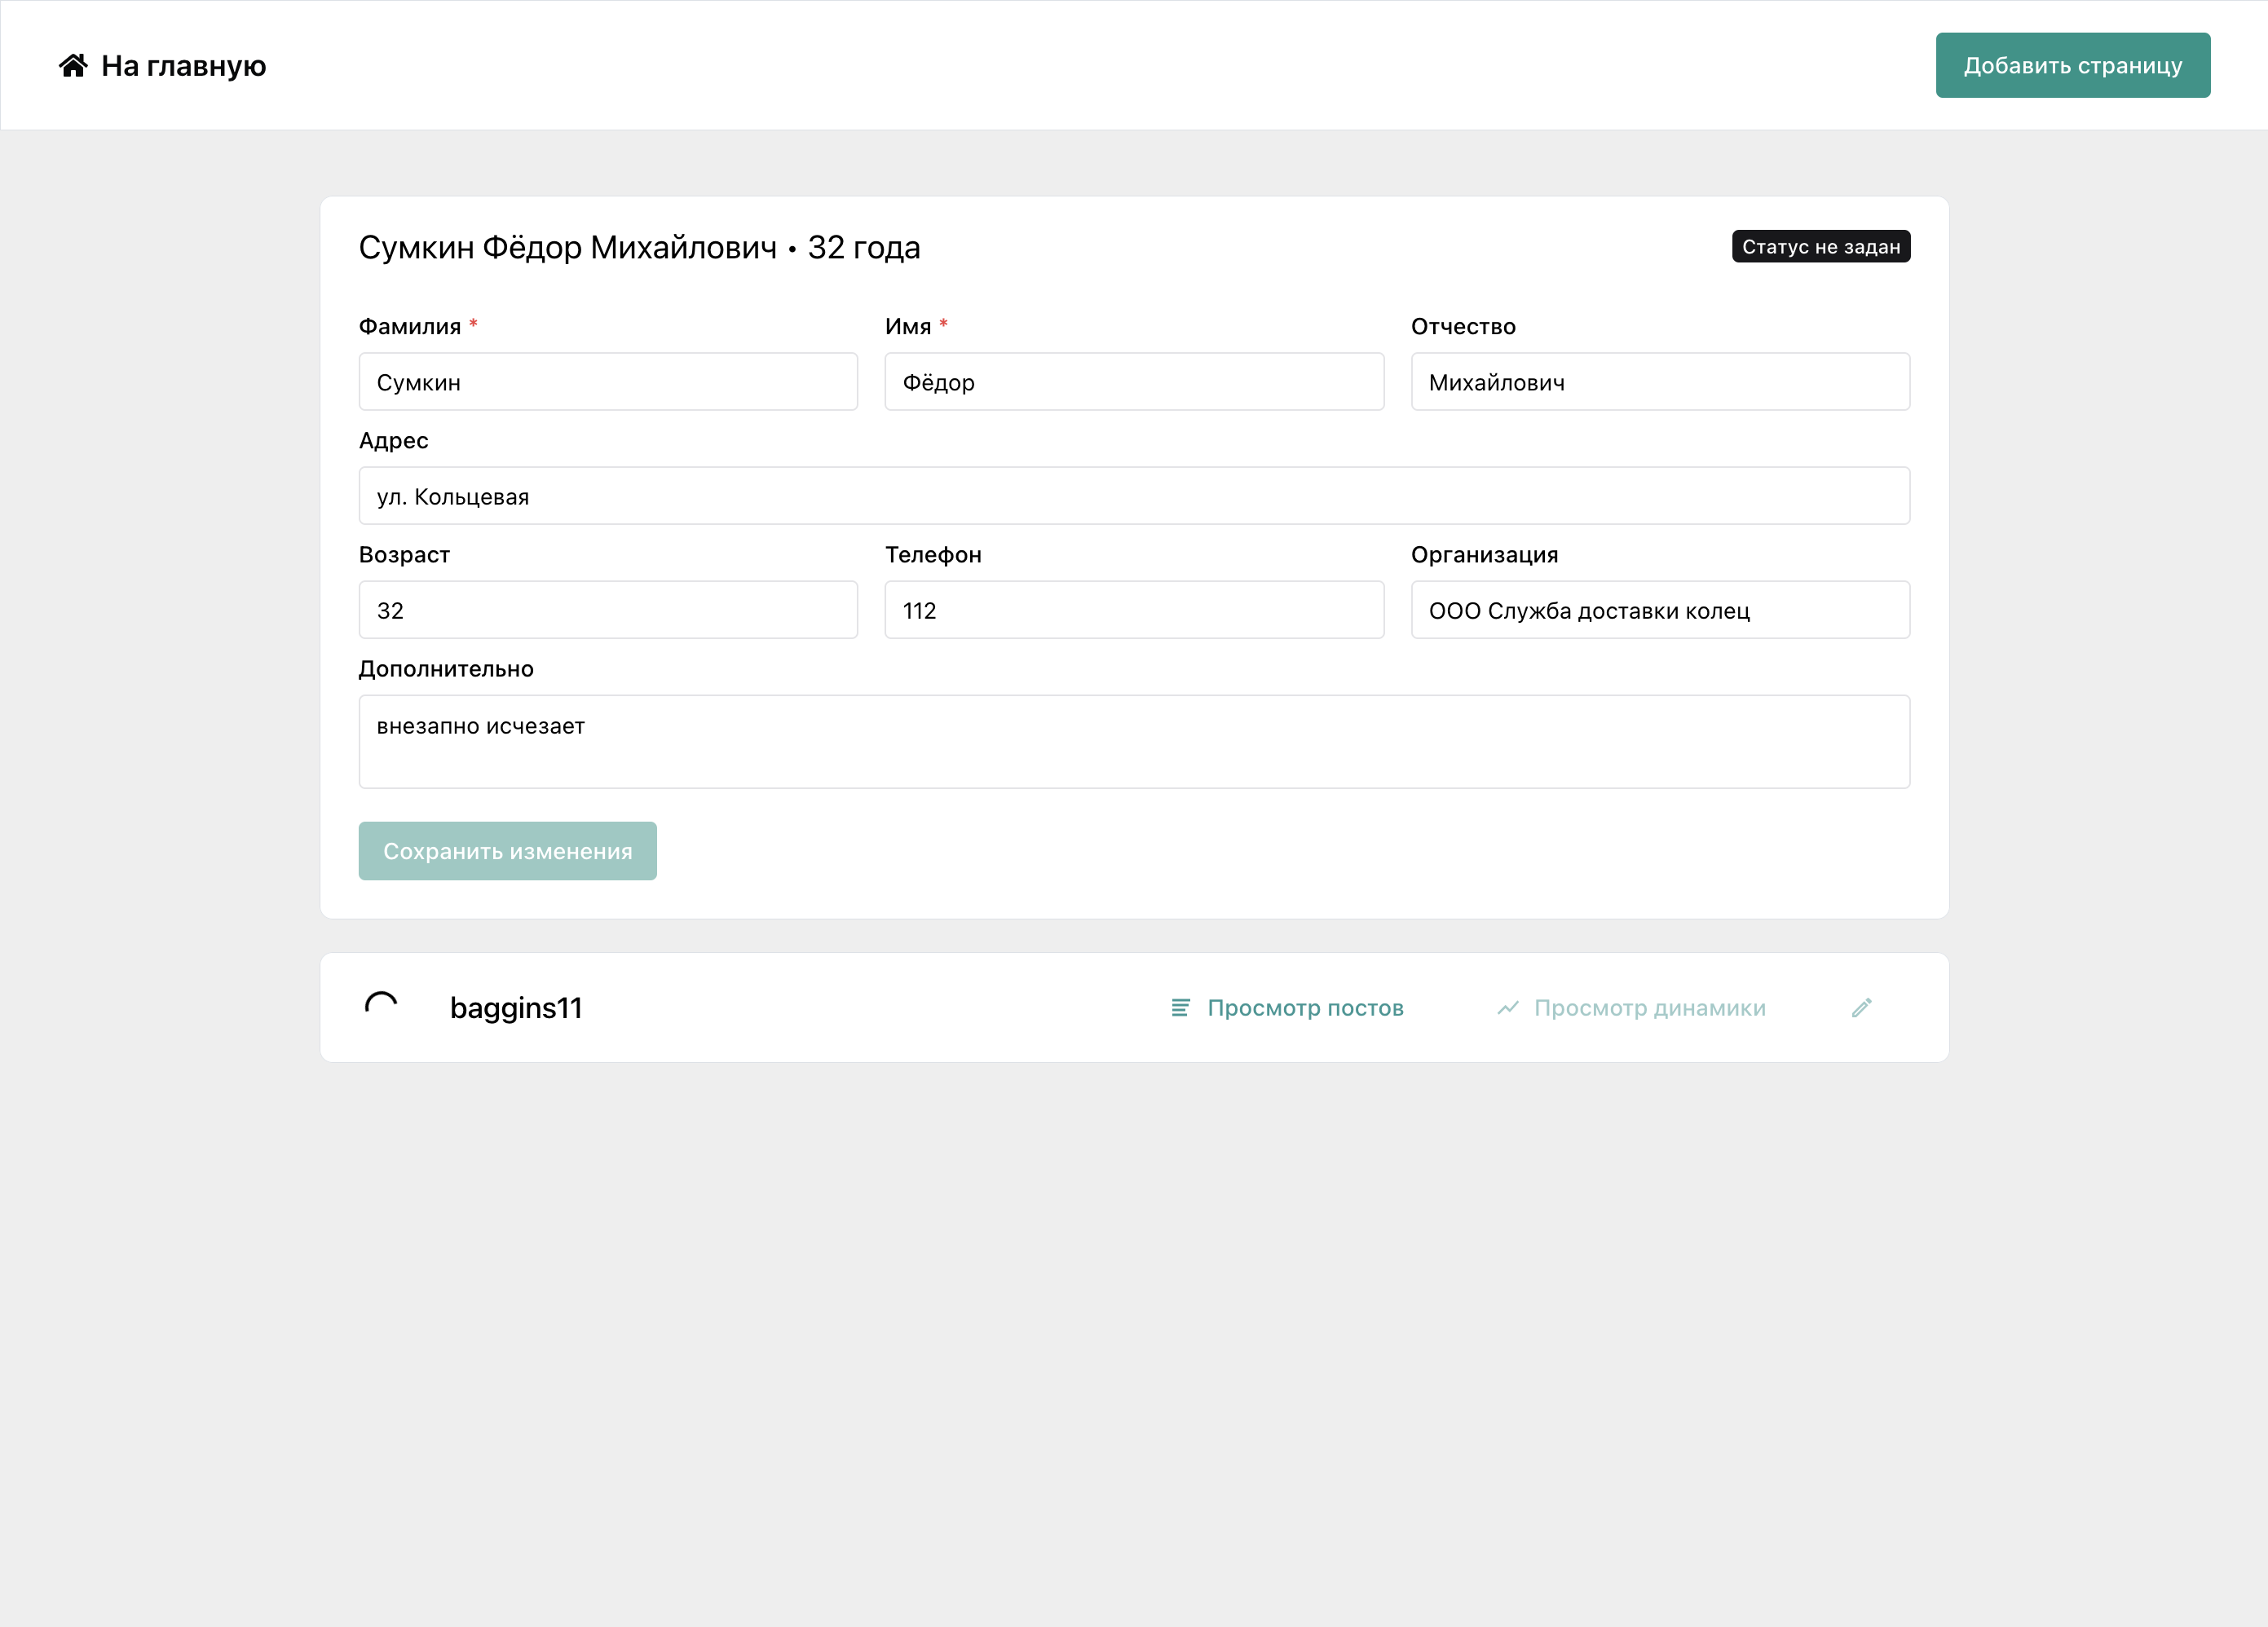 На главную
Добавить страницу
Сумкин Фёдор Михайлович • 32 года
Статус не задан
Фамилия *
Имя *
Отчество
Сумкин
Фёдор
Михайлович
Адрес
ул. Кольцевая
Возраст
Телефон
Организация
32
112
ООО Служба доставки колец
Дополнительно
внезапно исчезает
Сохранить изменения
baggins11
Просмотр постов
Просмотр динамики